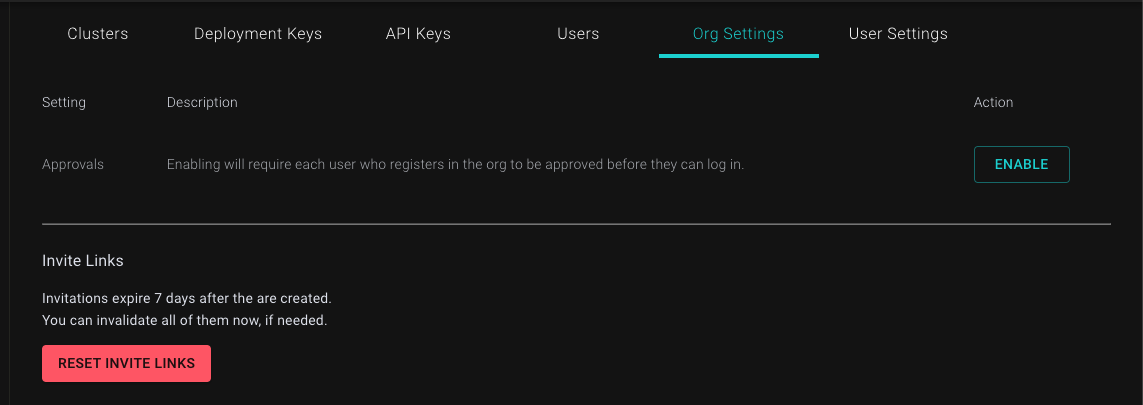 Clusters Deployment Keys API Keys Users Org Settings User Settings
Setting Description Action
Approvals Enabling will require each user who registers in the org to be approved before they can log in. ENABLE
Invite Links
Invitations expire 7 days after the are created.
You can invalidate all of them now, if needed.
RESET INVITE LINKS